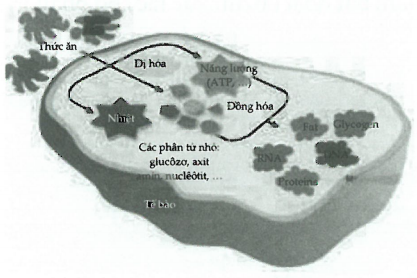 Thức ăn
Dị hóa
Năng lượng
(ATP, ...)
Đồng hóa
Nhiệt
Các phân tử nhỏ:
glucôzơ, axit
amin, nuclêôtit, ...
Fat
Glycogen
RNA
DNA
Proteins
Tế bào